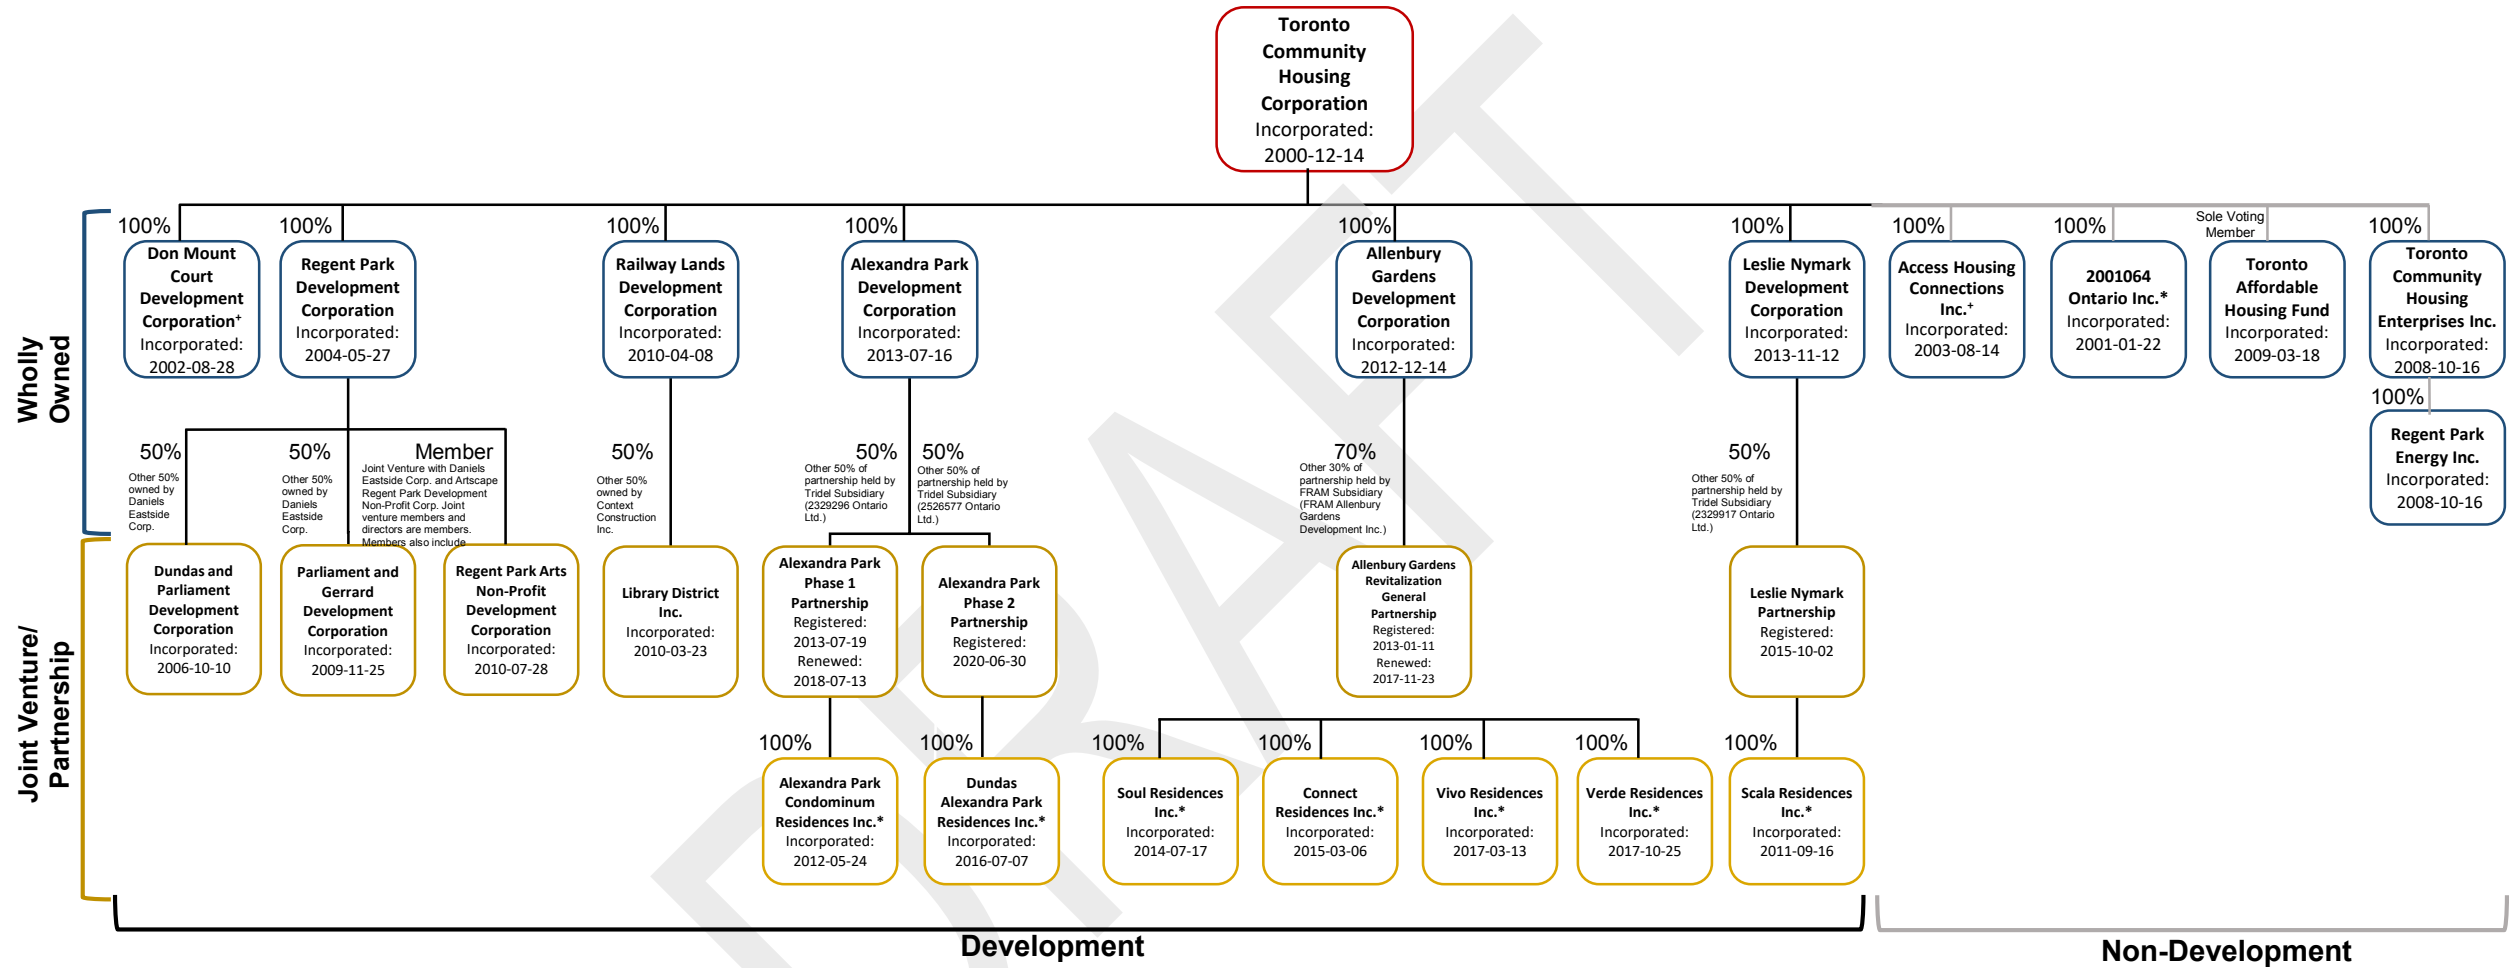 Toronto
Community
Housing
Corporation
Incorporated:
2000-12-14
Wholly
Owned
100%
Don Mount
Court
Development
Corporation+
Incorporated:
2002-08-28
100%
Regent Park
Development
Corporation
Incorporated:
2004-05-27
100%
Railway Lands
Development
Corporation
Incorporated:
2010-04-08
100%
Alexandra Park
Development
Corporation
Incorporated:
2013-07-16
100%
Allenbury
Gardens
Development
Corporation
Incorporated:
2012-12-14
100%
Leslie Nymark
Development
Corporation
Incorporated:
2013-11-12
100%
Access Housing
Connections
Inc.+
Incorporated:
2003-08-14
100%
2001064
Ontario Inc.*
Incorporated:
2001-01-22
Sole Voting
Member
Toronto
Affordable
Housing Fund
Incorporated:
2009-03-18
100%
Toronto
Community
Housing
Enterprises Inc.
Incorporated:
2008-10-16
100%
Regent Park
Energy Inc.
Incorporated:
2008-10-16
50%
Other 50%
owned by
Daniels
Eastside
Corp.
50%
Other 50%
owned by
Daniels
Eastside
Corp.
Member
Joint Venture with Daniels
Eastside Corp. and Artscape
Regent Park Development
Non-Profit Corp. Joint
venture members and
directors are members.
Members also include
50%
Other 50%
owned by
Context
Construction
Inc.
50%
Other 50% of
partnership held by
Tridel Subsidiary
(2329296 Ontario
Ltd.)
50%
Other 50% of
partnership held by
Tridel Subsidiary
(2526577 Ontario
Ltd.)
70%
Other 30% of
partnership held by
FRAM Subsidiary
(FRAM Allenbury
Gardens
Development Inc.)
50%
Other 50% of
partnership held by
Tridel Subsidiary
(2329917 Ontario
Ltd.)
Joint Venture/
Partnership
Dundas and
Parliament
Development
Corporation
Incorporated:
2006-10-10
Parliament and
Gerrard
Development
Corporation
Incorporated:
2009-11-25
Regent Park Arts
Non-Profit
Development
Corporation
Incorporated:
2010-07-28
Library District
Inc.
Incorporated:
2010-03-23
Alexandra Park
Phase 1
Partnership
Registered:
2013-07-19
Renewed:
2018-07-13
Alexandra Park
Phase 2
Partnership
Registered:
2020-06-30
Allenbury Gardens
Revitalization
General
Partnership
Registered:
2013-01-11
Renewed:
2017-11-23
Leslie Nymark
Partnership
Registered:
2015-10-02
100%
Alexandra Park
Condominum
Residences Inc.*
Incorporated:
2012-05-24
100%
Dundas
Alexandra Park
Residences Inc.*
Incorporated:
2016-07-07
100%
Soul Residences
Inc.*
Incorporated:
2014-07-17
100%
Connect
Residences Inc.*
Incorporated:
2015-03-06
100%
Vivo Residences
Inc.*
Incorporated:
2017-03-13
100%
Verde Residences
Inc.*
Incorporated:
2017-10-25
100%
Scala Residences
Inc.*
Incorporated:
2011-09-16
Development
Non-Development
DRAFT